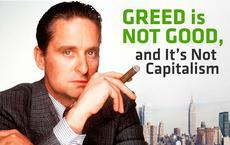 GREED is
NOT GOOD,
and It's Not
Capitalism